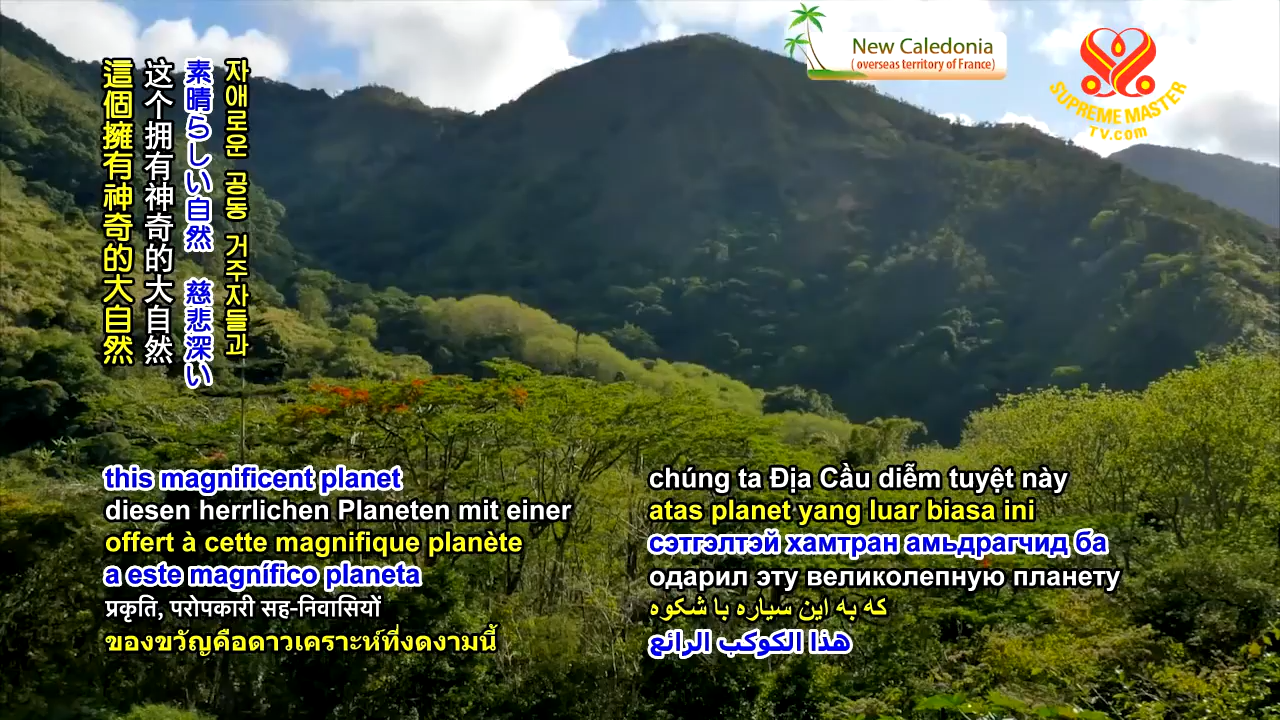 New Caledonia
( overseas territory of France)
SUPREME MASTER
TV.com
這個擁有神奇的大自然
这个拥有神奇的大自然
素晴らしい自然 慈悲深い
자애로운 공동 거주자들과
this magnificent planet
diesen herrlichen Planeten mit einer
offert à cette magnifique planète
a este magnífico planeta
प्रकृति, परोपकारी सह-निवासियों
ของขวัญคือดาวเคราะห์ที่งดงามนี้
chúng ta Địa Cầu diễm tuyệt này
atas planet yang luar biasa ini
сэтгэлтэй хамтран амьдрагчид ба
одарил эту великолепную планету
که به این سیاره با شکوه
هذا الكوكب الرائع